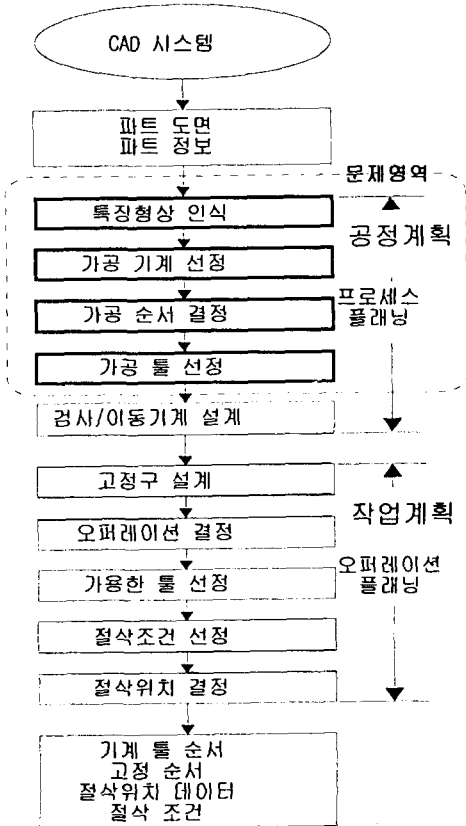 CAD 시스템
파트 도면
파트 정보
문제영역
특징형상 인식
공정계획
가공 기계 선정
프로세스
플래닝
가공 순서 결정
가공 툴 선정
검사/이동기계 설계
고정구 설계
작업계획
오퍼레이션 결정
오퍼레이션
플래닝
가용한 툴 선정
절삭조건 선정
절삭위치 결정
기계 툴 순서
고정 순서
절삭위치 데이터
절삭 조건